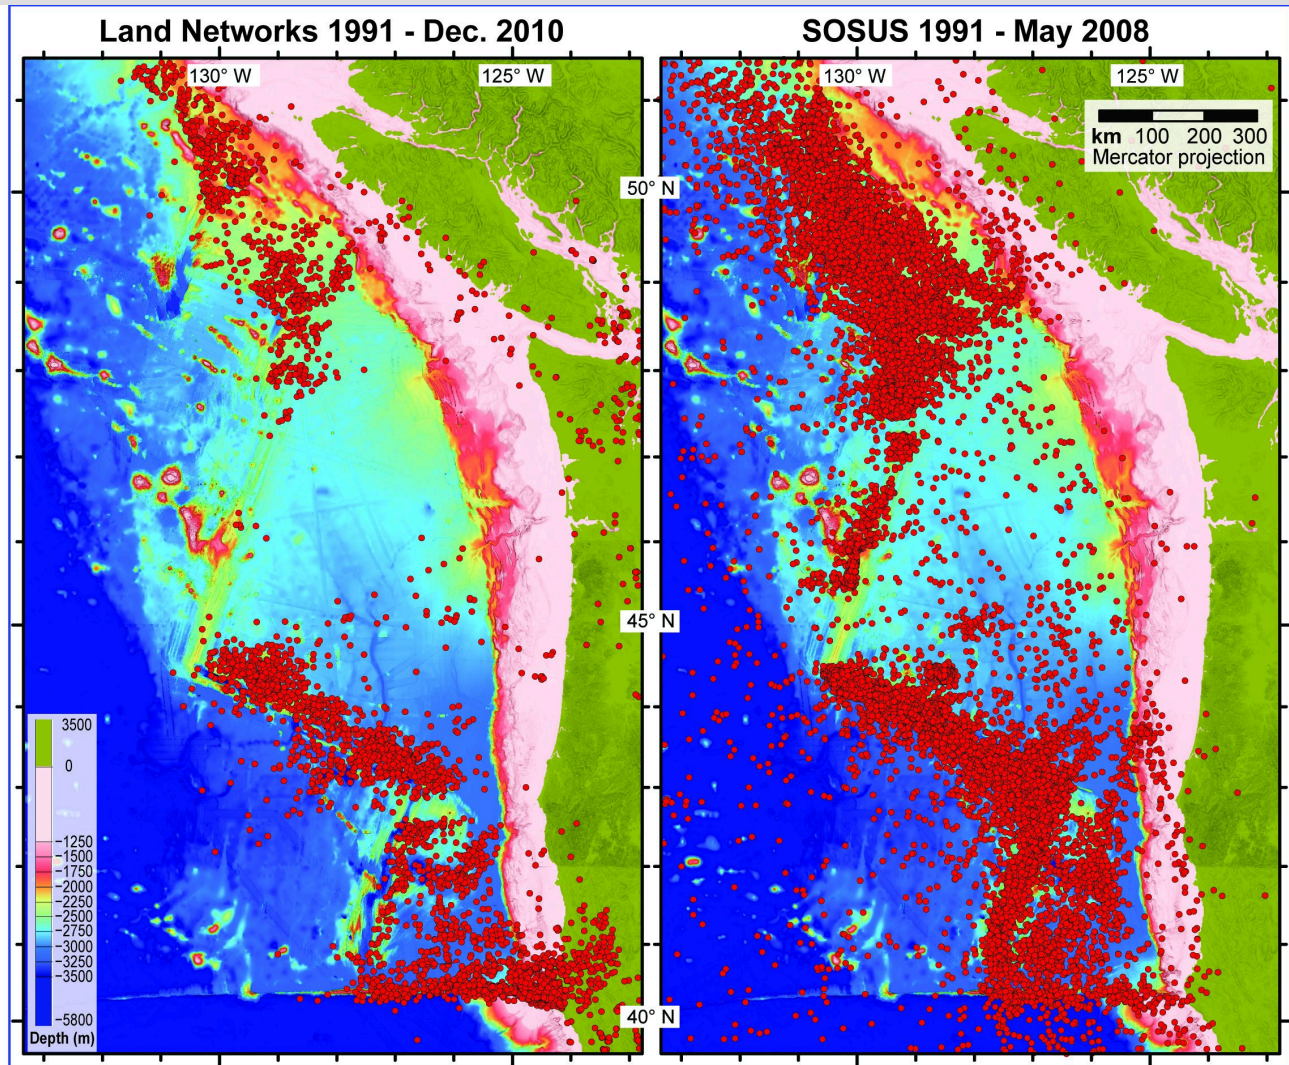 Land Networks 1991 - Dec. 2010
SOSUS 1991 - May 2008
130° W
125° W
130° W
125° W
km 100 200 300
Mercator projection
50° N
45° N
40° N
3500
0
−1250
−1500
−1750
−2000
−2250
−2500
−2750
−3000
−3250
−3500
−5800
Depth (m)